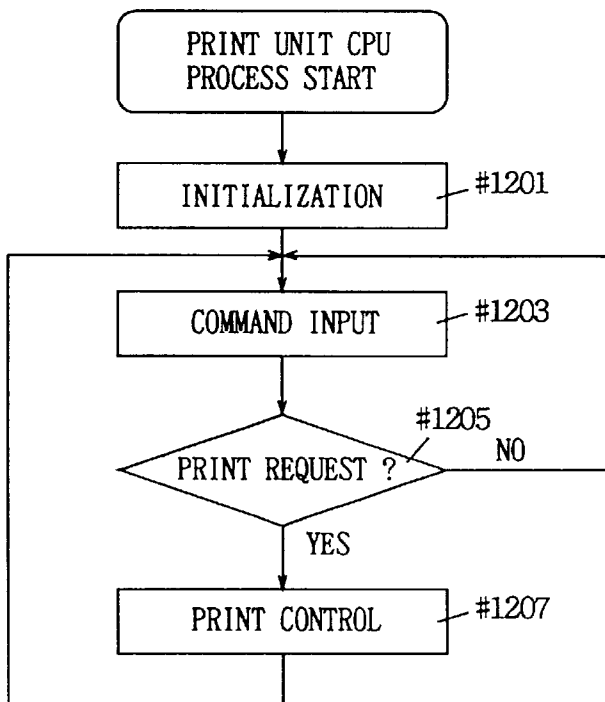 PRINT UNIT CPU
PROCESS START
INITIALIZATION
#1201
COMMAND INPUT
#1203
#1205
PRINT REQUEST ?
NO
YES
PRINT CONTROL
#1207